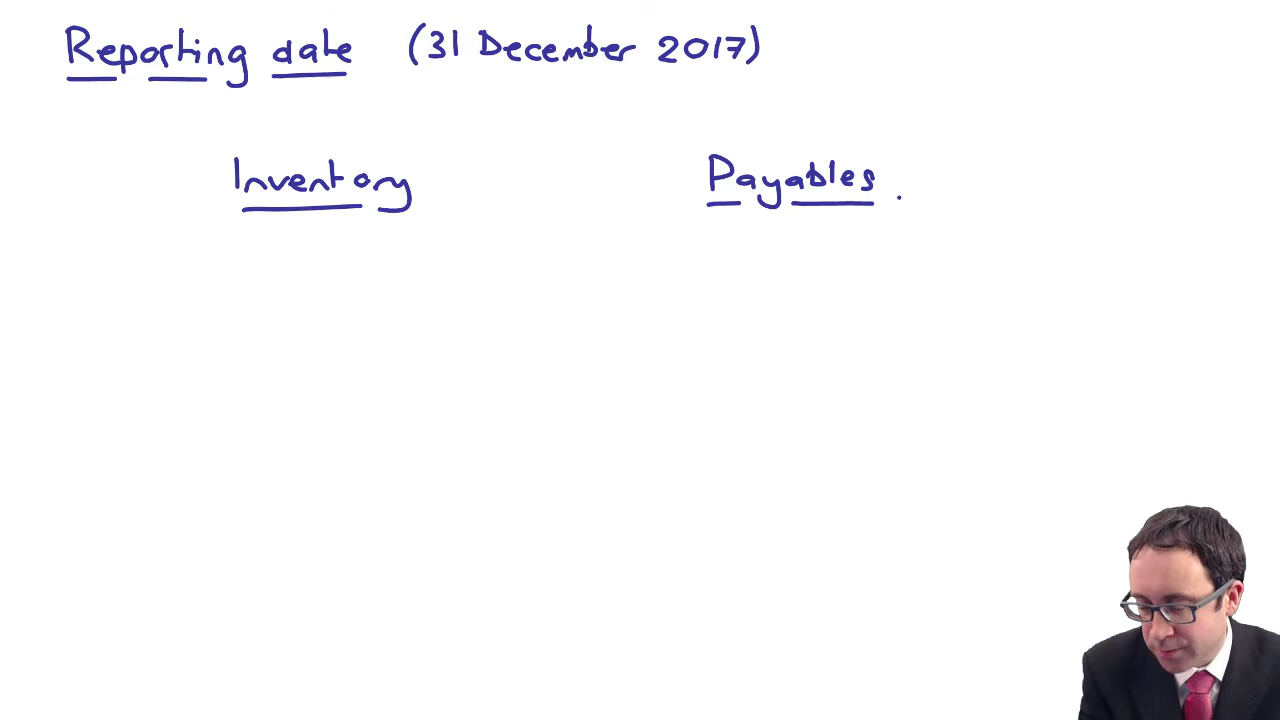 Reporting date (31 December 2017)
Inventory Payables